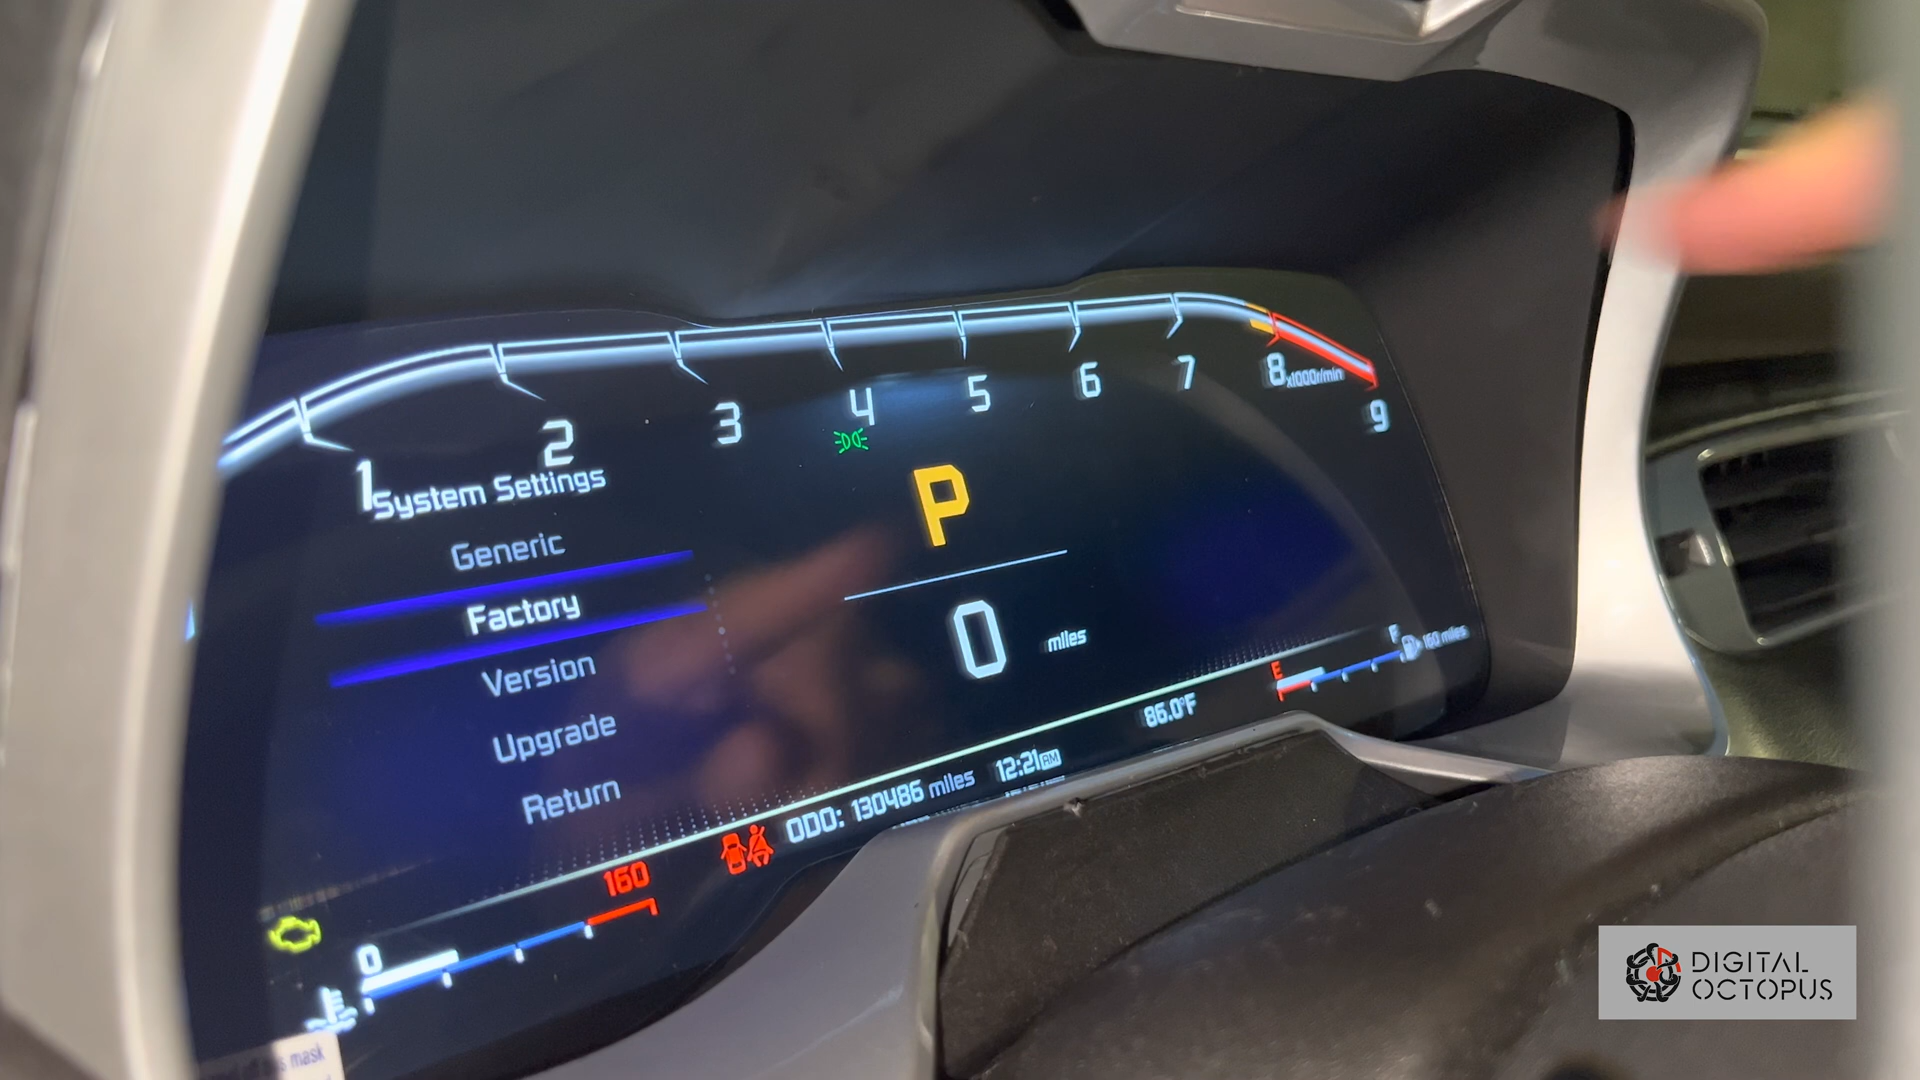 1
2
3
4
5
6
7
8
x1000r/min
9
System Settings
Generic
Factory
Version
Upgrade
Return
P
0
miles
E
F
160 miles
86.0°F
12:21AM
ODO: 130486 miles
160
0
mask
DIGITAL
OCTOPUS